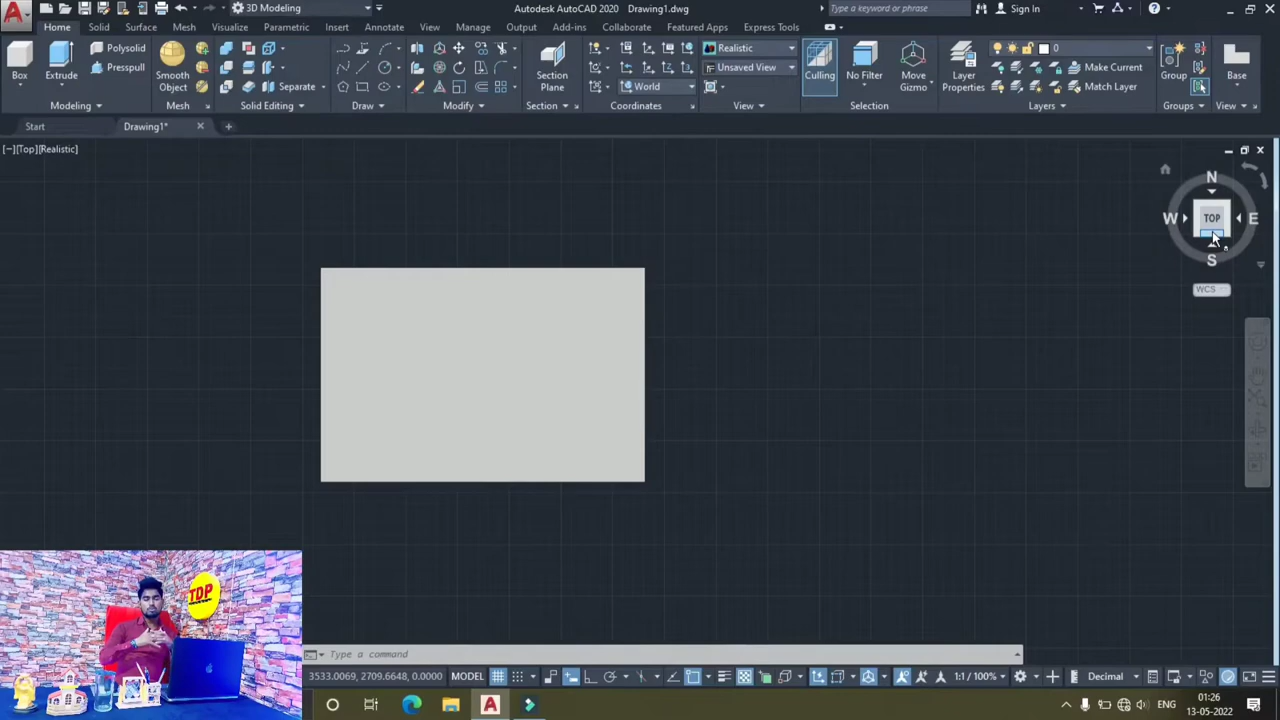 3D Modeling
Autodesk AutoCAD 2020 Drawing1.dwg
Type a keyword or phrase
Sign In
Home Solid Surface Mesh Visualize Parametric Insert Annotate View Manage Output Add-ins Collaborate Featured Apps Express Tools
Box
Extrude
Polysolid
Presspull
Smooth Object
Separate
Section Plane
Realistic
Unsaved View
World
Culling
No Filter
Move Gizmo
Layer Properties
0
Make Current
Match Layer
Group
Base
Modeling Mesh Solid Editing Draw Modify Section Coordinates View Selection Layers Groups View
Start Drawing1*
[−][Top][Realistic]
N
W TOP E
S
WCS
TDP
Type a command
3533.0069, 2709.6648, 0.0000 MODEL 1:1 / 100% Decimal
ENG
01:26
13-05-2022